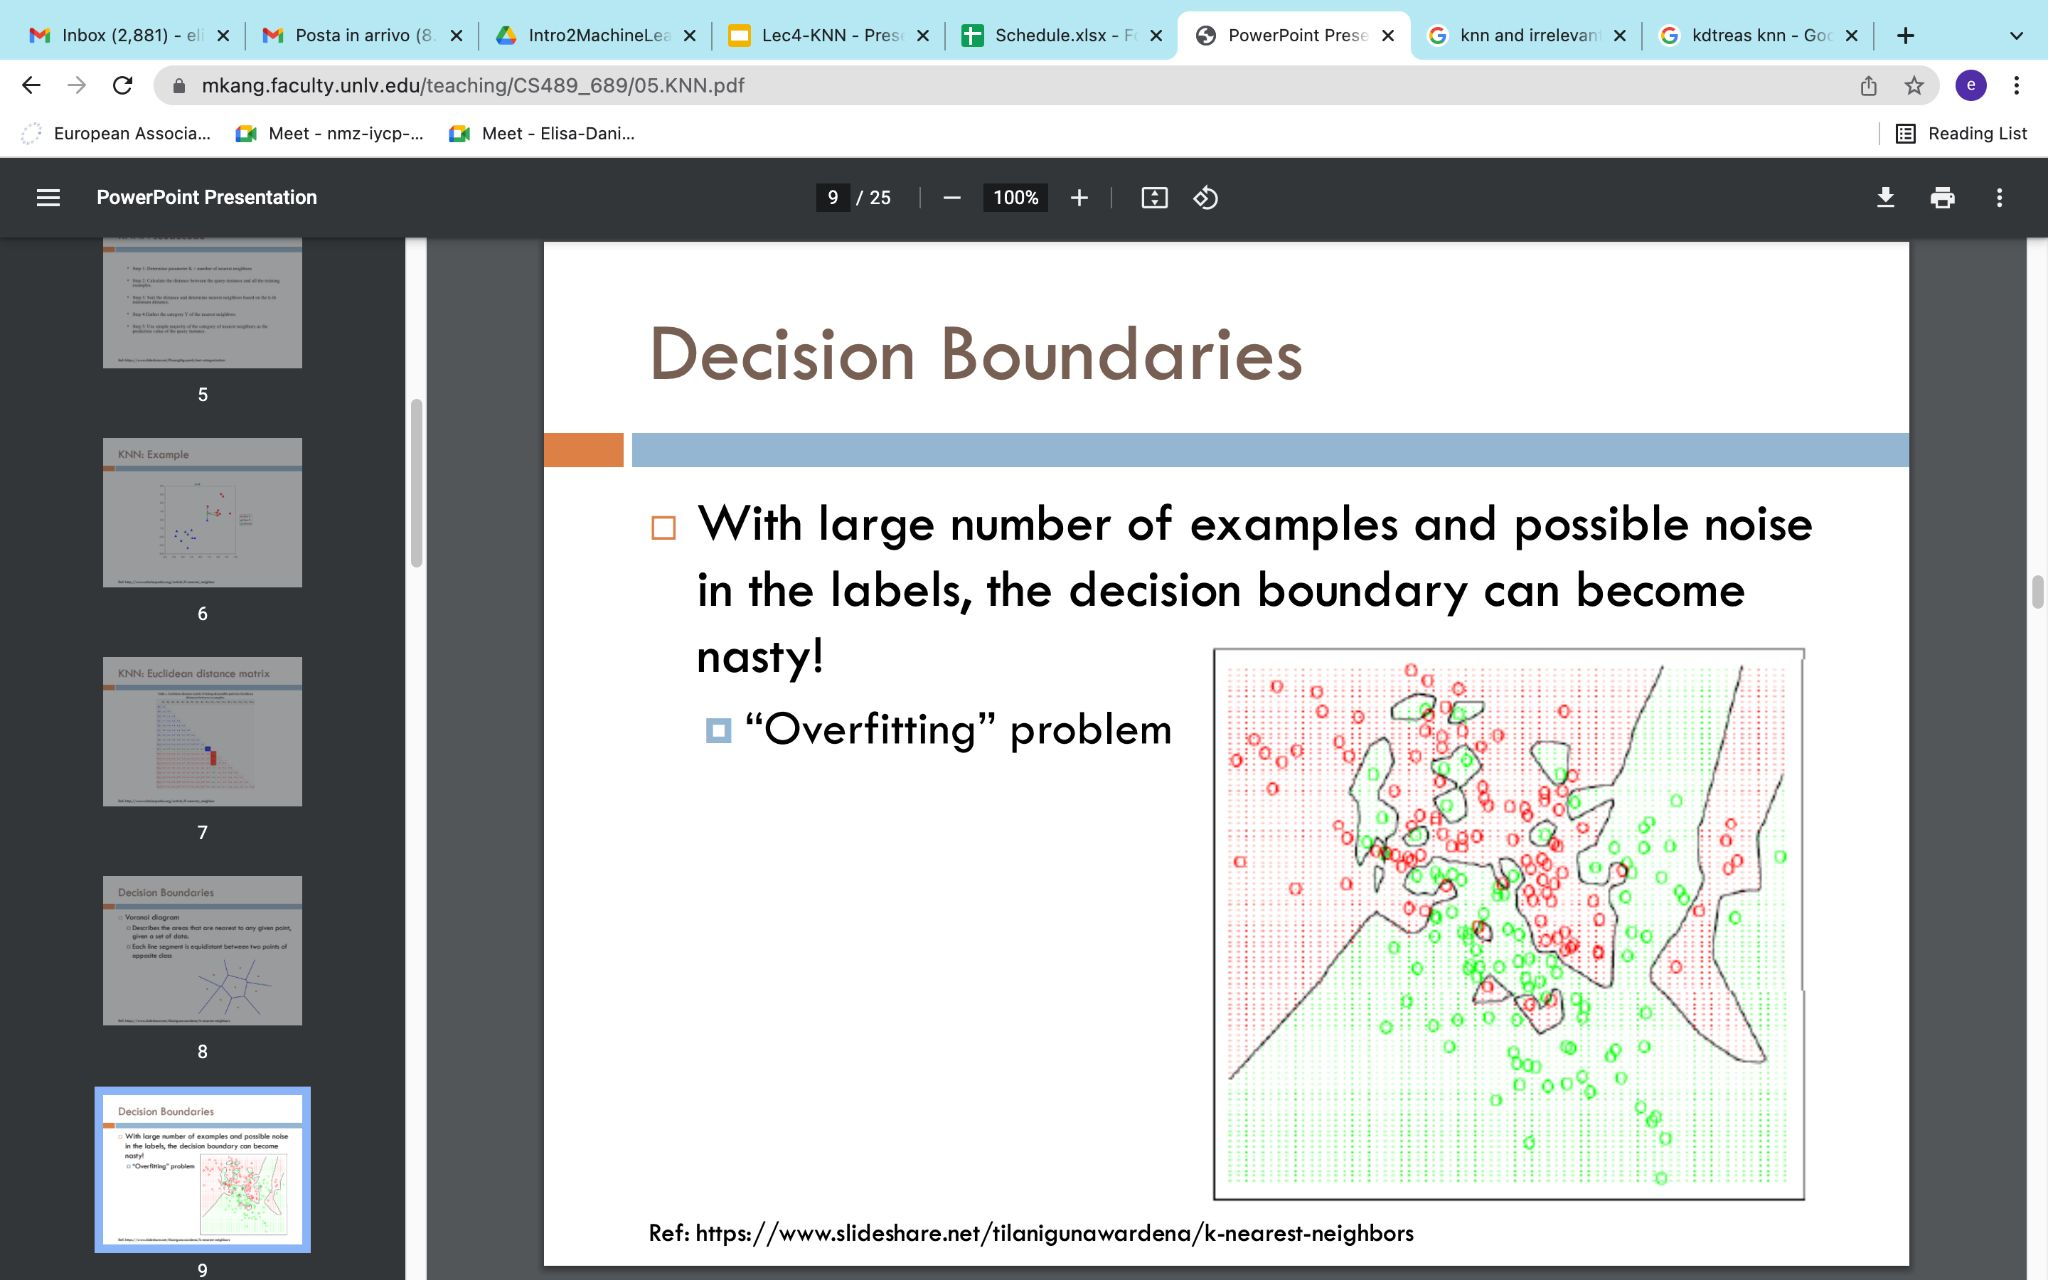 Inbox (2,881) - eli
Posta in arrivo (8.
Intro2MachineLea
Lec4-KNN - Prese
Schedule.xlsx - Fo
PowerPoint Prese
knn and irrelevan
kdtreas knn - Goo
mkang.faculty.unlv.edu/teaching/CS489_689/05.KNN.pdf
e
European Associa...
Meet - nmz-iycp-...
Meet - Elisa-Dani...
Reading List
PowerPoint Presentation
9 / 25
100%
5
KNN: Example
6
KNN: Euclidean distance matrix
7
Decision Boundaries
Voronoi diagram
Describes the areas that are nearest to any given point,
given a set of data.
Each line segment is equidistant between two points of
opposite class
8
Decision Boundaries
With large number of examples and possible noise
in the labels, the decision boundary can become
nasty!
"Overfitting" problem
9
Decision Boundaries
With large number of examples and possible noise
in the labels, the decision boundary can become
nasty!
“Overfitting” problem
Ref: https://www.slideshare.net/tilanigunawardena/k-nearest-neighbors